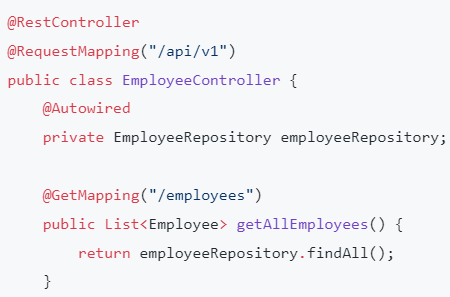 @RestController
@RequestMapping("/api/v1")
public class EmployeeController {
    @Autowired
    private EmployeeRepository employeeRepository;

    @GetMapping("/employees")
    public List<Employee> getAllEmployees() {
        return employeeRepository.findAll();
    }